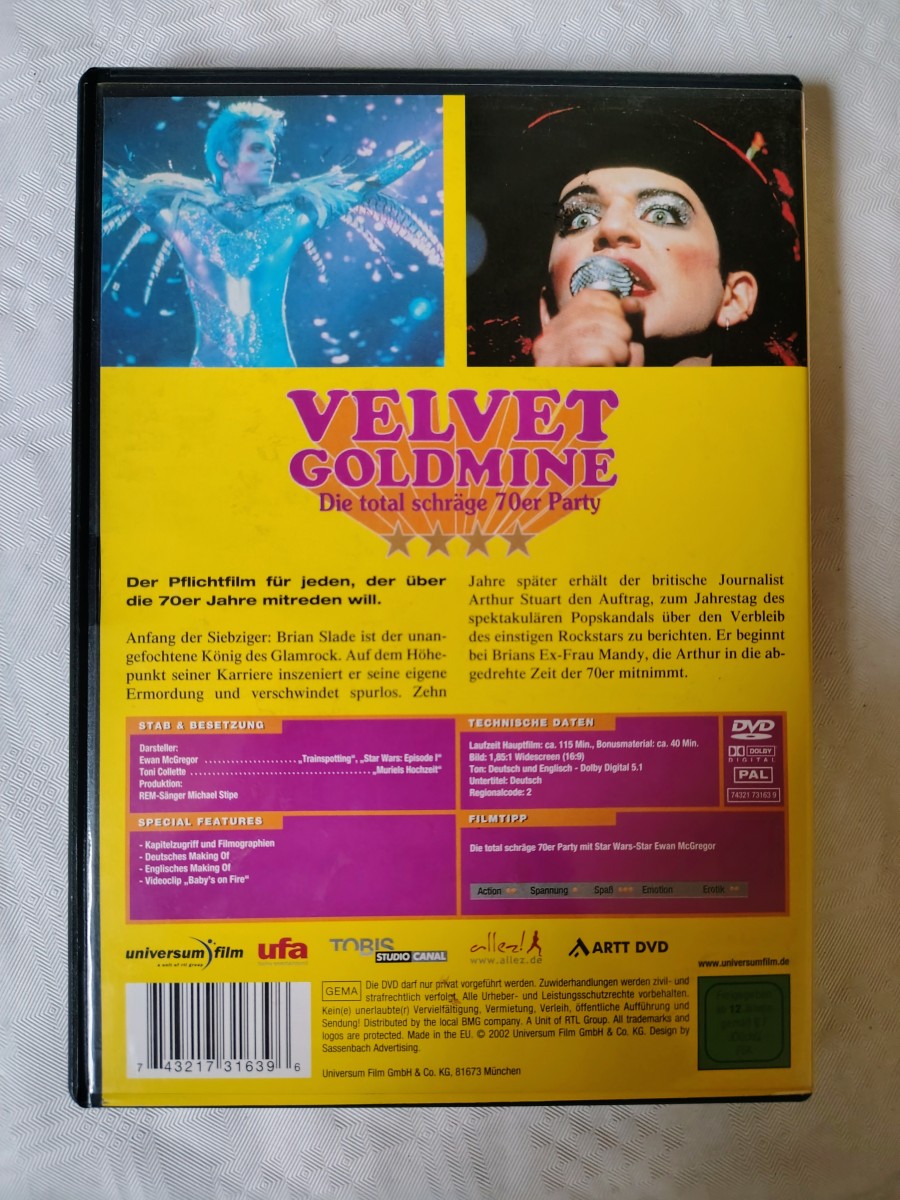 VELVET
GOLDMINE
Die total schräge 70er Party
Der Pflichtfilm für jeden, der über
die 70er Jahre mitreden will.
Anfang der Siebziger: Brian Slade ist der unan-
gefochtene König des Glamrock. Auf dem Höhe-
punkt seiner Karriere inszeniert er seine eigene
Ermordung und verschwindet spurlos. Zehn
Jahre später erhält der britische Journalist
Arthur Stuart den Auftrag, zum Jahrestag des
spektakulären Popskandals über den Verbleib
des einstigen Rockstars zu berichten. Er beginnt
bei Brians Ex-Frau Mandy, die Arthur in die ab-
gedrehte Zeit der 70er mitnimmt.
STAB & BESETZUNG
Darsteller:
Ewan McGregor ..................... „Trainspotting", „Star Wars: Episode I"
Toni Collette ..................................... „Muriels Hochzeit"
Produktion:
REM-Sänger Michael Stipe
TECHNISCHE DATEN
Laufzeit Hauptfilm: ca. 115 Min., Bonusmaterial: ca. 40 Min.
Bild: 1,85:1 Widescreen (16:9)
Ton: Deutsch und Englisch - Dolby Digital 5.1
Untertitel: Deutsch
Regionalcode: 2
DVD
VIDEO
DOLBY
DIGITAL
PAL
74321 73163 9
SPECIAL FEATURES
- Kapitelzugriff und Filmographien
- Deutsches Making Of
- Englisches Making Of
- Videoclip „Baby's on Fire"
FILMTIPP
Die total schräge 70er Party mit Star Wars-Star Ewan McGregor
Action Spannung Spaß Emotion Erotik
universum film
a unit of rtl group
ufa
TOBIS
STUDIO CANAL
allez!
www.allez.de
ARTT DVD
www.universumfilm.de
GEMA
Die DVD darf nur privat vorgeführt werden. Zuwiderhandlungen werden zivil- und
strafrechtlich verfolgt. Alle Urheber- und Leistungsschutzrechte vorbehalten.
Kein(e) unerlaubte(r) Vervielfältigung, Vermietung, Verleih, öffentliche Aufführung und
Sendung! Distributed by the local BMG company. A Unit of RTL Group. All trademarks and
logos are protected. Made in the EU. © 2002 Universum Film GmbH & Co. KG. Design by
Sassenbach Advertising.
Universum Film GmbH & Co. KG, 81673 München
7 43217 31639 6
Freigegeben
ab 12 Jahren
gemäß § 7
FSK